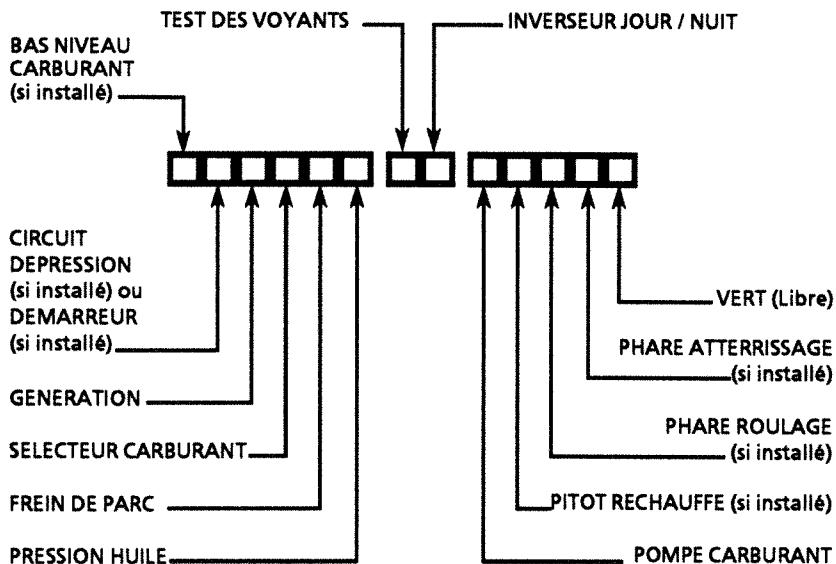 TEST DES VOYANTS
INVERSEUR JOUR / NUIT
BAS NIVEAU
CARBURANT
(si installé)
CIRCUIT
DEPRESSION
(si installé) ou
DEMARREUR
(si installé)
GENERATION
SELECTEUR CARBURANT
FREIN DE PARC
PRESSION HUILE
VERT (Libre)
PHARE ATTERRISSAGE
(si installé)
PHARE ROULAGE
(si installé)
PITOT RECHAUFFE (si installé)
POMPE CARBURANT